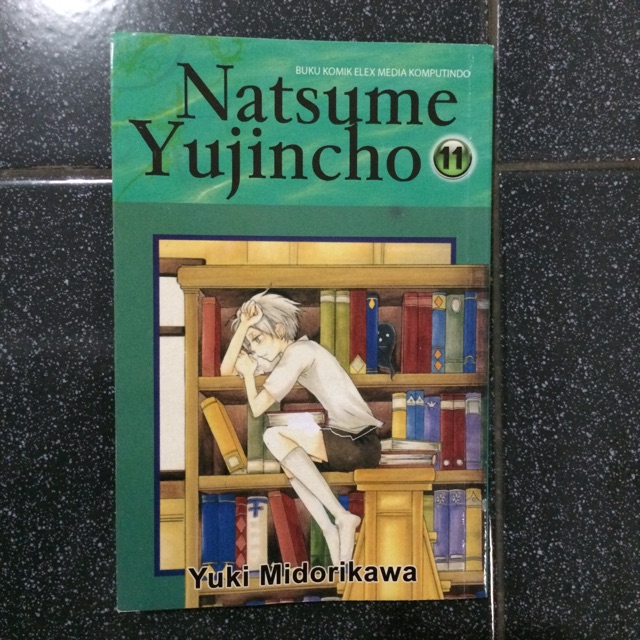 BUKU KOMIK ELEX MEDIA KOMPUTINDO
Natsume
Yujincho 11
Yuki Midorikawa